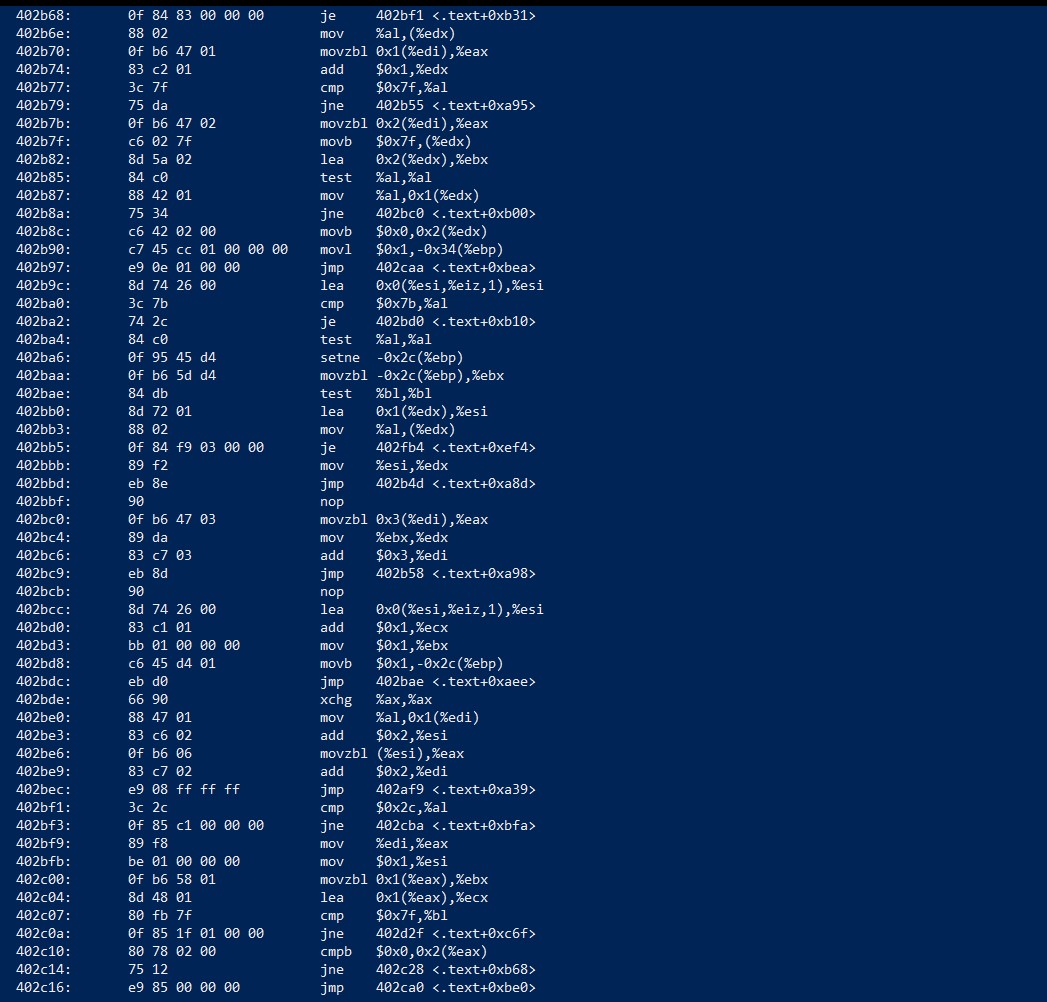 402b68: 0f 84 83 00 00 00 je 402bf1 <.text+0xb31>
402b6e: 88 02 mov %al,(%edx)
402b70: 0f b6 47 01 movzbl 0x1(%edi),%eax
402b74: 83 c2 01 add $0x1,%edx
402b77: 3c 7f cmp $0x7f,%al
402b79: 75 da jne 402b55 <.text+0xa95>
402b7b: 0f b6 47 02 movzbl 0x2(%edi),%eax
402b7f: c6 02 7f movb $0x7f,(%edx)
402b82: 8d 5a 02 lea 0x2(%edx),%ebx
402b85: 84 c0 test %al,%al
402b87: 88 42 01 mov %al,0x1(%edx)
402b8a: 75 34 jne 402bc0 <.text+0xb00>
402b8c: c6 42 02 00 movb $0x0,0x2(%edx)
402b90: c7 45 cc 01 00 00 00 movl $0x1,-0x34(%ebp)
402b97: e9 0e 01 00 00 jmp 402caa <.text+0xbea>
402b9c: 8d 74 26 00 lea 0x0(%esi,%eiz,1),%esi
402ba0: 3c 7b cmp $0x7b,%al
402ba2: 74 2c je 402bd0 <.text+0xb10>
402ba4: 84 c0 test %al,%al
402ba6: 0f 95 45 d4 setne -0x2c(%ebp)
402baa: 0f b6 5d d4 movzbl -0x2c(%ebp),%ebx
402bae: 84 db test %bl,%bl
402bb0: 8d 72 01 lea 0x1(%edx),%esi
402bb3: 88 02 mov %al,(%edx)
402bb5: 0f 84 f9 03 00 00 je 402fb4 <.text+0xef4>
402bbb: 89 f2 mov %esi,%edx
402bbd: eb 8e jmp 402b4d <.text+0xa8d>
402bbf: 90 nop
402bc0: 0f b6 47 03 movzbl 0x3(%edi),%eax
402bc4: 89 da mov %ebx,%edx
402bc6: 83 c7 03 add $0x3,%edi
402bc9: eb 8d jmp 402b58 <.text+0xa98>
402bcb: 90 nop
402bcc: 8d 74 26 00 lea 0x0(%esi,%eiz,1),%esi
402bd0: 83 c1 01 add $0x1,%ecx
402bd3: bb 01 00 00 00 mov $0x1,%ebx
402bd8: c6 45 d4 01 movb $0x1,-0x2c(%ebp)
402bdc: eb d0 jmp 402bae <.text+0xaee>
402bde: 66 90 xchg %ax,%ax
402be0: 88 47 01 mov %al,0x1(%edi)
402be3: 83 c6 02 add $0x2,%esi
402be6: 0f b6 06 movzbl (%esi),%eax
402be9: 83 c7 02 add $0x2,%edi
402bec: e9 08 ff ff ff jmp 402af9 <.text+0xa39>
402bf1: 3c 2c cmp $0x2c,%al
402bf3: 0f 85 c1 00 00 00 jne 402cba <.text+0xbfa>
402bf9: 89 f8 mov %edi,%eax
402bfb: be 01 00 00 00 mov $0x1,%esi
402c00: 0f b6 58 01 movzbl 0x1(%eax),%ebx
402c04: 8d 48 01 lea 0x1(%eax),%ecx
402c07: 80 fb 7f cmp $0x7f,%bl
402c0a: 0f 85 1f 01 00 00 jne 402d2f <.text+0xc6f>
402c10: 80 78 02 00 cmpb $0x0,0x2(%eax)
402c14: 75 12 jne 402c28 <.text+0xb68>
402c16: e9 85 00 00 00 jmp 402ca0 <.text+0xbe0>